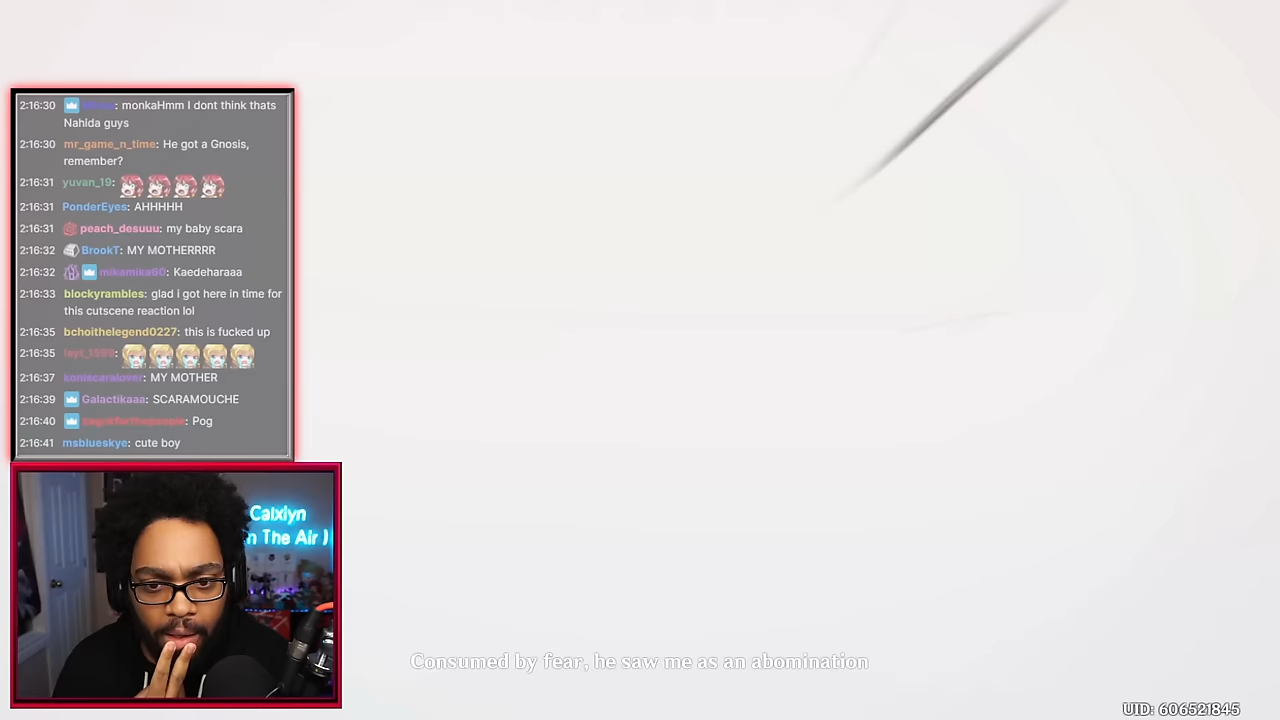 2:16:30 : monkaHmm I dont think thats
Nahida guys
2:16:30 mr_game_n_time: He got a Gnosis,
remember?
2:16:31 yuvan_19:
2:16:31 PonderEyes: AHHHHH
2:16:31 peach_desuuu: my baby scara
2:16:32 BrookT: MY MOTHERRRR
2:16:32 mikamika60: Kaedeharaaa
2:16:33 blockyrambles: glad i got here in time for
this cutscene reaction lol
2:16:35 bchoithelegend0227: this is fucked up
2:16:35 :
2:16:37 koniscaralover: MY MOTHER
2:16:39 Galactikaaa: SCARAMOUCHE
2:16:40 : Pog
2:16:41 msblueskye: cute boy
Calxlyn
n The Air )
Consumed by fear, he saw me as an abomination
UID: 606521845